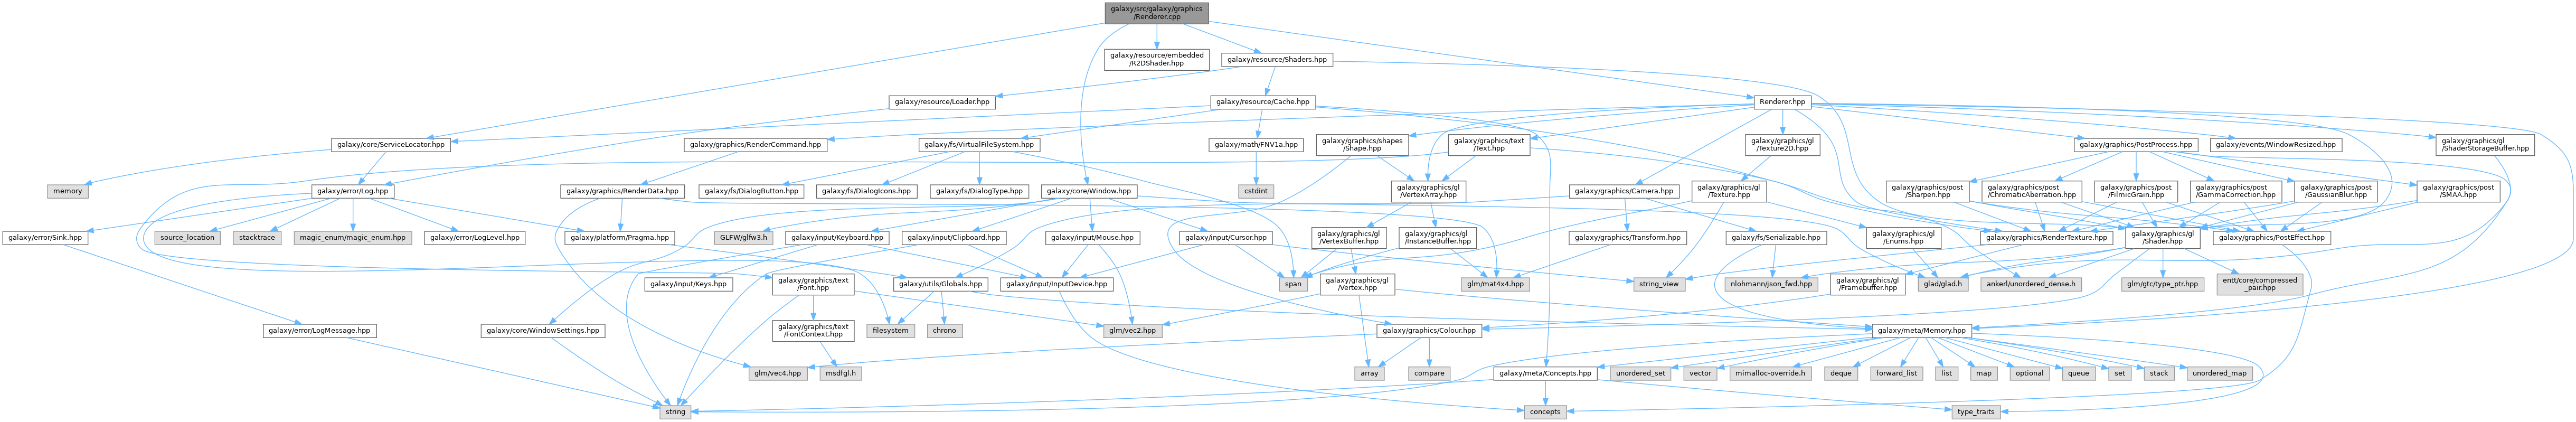 galaxy/src/galaxy/graphics
/Renderer.cpp
galaxy/resource/embedded
/R2DShader.hpp
galaxy/resource/Shaders.hpp
galaxy/resource/Loader.hpp
galaxy/resource/Cache.hpp
Renderer.hpp
galaxy/core/ServiceLocator.hpp
galaxy/graphics/RenderCommand.hpp
galaxy/fs/VirtualFileSystem.hpp
galaxy/math/FNV1a.hpp
galaxy/graphics/shapes
/Shape.hpp
galaxy/graphics/text
/Text.hpp
galaxy/graphics/gl
/Texture2D.hpp
galaxy/graphics/PostProcess.hpp
galaxy/events/WindowResized.hpp
galaxy/graphics/gl
/ShaderStorageBuffer.hpp
memory
galaxy/error/Log.hpp
galaxy/graphics/RenderData.hpp
galaxy/fs/DialogButton.hpp
galaxy/fs/DialogIcons.hpp
galaxy/fs/DialogType.hpp
galaxy/core/Window.hpp
cstdint
galaxy/graphics/gl
/VertexArray.hpp
galaxy/graphics/Camera.hpp
galaxy/graphics/gl
/Texture.hpp
galaxy/graphics/post
/Sharpen.hpp
galaxy/graphics/post
/ChromaticAberration.hpp
galaxy/graphics/post
/FilmicGrain.hpp
galaxy/graphics/post
/GammaCorrection.hpp
galaxy/graphics/post
/GaussianBlur.hpp
galaxy/graphics/post
/SMAA.hpp
galaxy/error/Sink.hpp
source_location
stacktrace
magic_enum/magic_enum.hpp
galaxy/error/LogLevel.hpp
galaxy/platform/Pragma.hpp
GLFW/glfw3.h
galaxy/input/Keyboard.hpp
galaxy/input/Clipboard.hpp
galaxy/input/Mouse.hpp
galaxy/input/Cursor.hpp
galaxy/graphics/gl
/VertexBuffer.hpp
galaxy/graphics/gl
/InstanceBuffer.hpp
galaxy/graphics/Transform.hpp
galaxy/fs/Serializable.hpp
galaxy/graphics/gl
/Enums.hpp
galaxy/graphics/RenderTexture.hpp
galaxy/graphics/gl
/Shader.hpp
galaxy/graphics/PostEffect.hpp
galaxy/input/Keys.hpp
galaxy/graphics/text
/Font.hpp
galaxy/utils/Globals.hpp
galaxy/input/InputDevice.hpp
span
galaxy/graphics/gl
/Vertex.hpp
glm/mat4x4.hpp
string_view
nlohmann/json_fwd.hpp
galaxy/graphics/gl
/Framebuffer.hpp
glad/glad.h
ankerl/unordered_dense.h
glm/gtc/type_ptr.hpp
entt/core/compressed
_pair.hpp
galaxy/error/LogMessage.hpp
galaxy/core/WindowSettings.hpp
galaxy/graphics/text
/FontContext.hpp
filesystem
chrono
glm/vec2.hpp
galaxy/graphics/Colour.hpp
galaxy/meta/Memory.hpp
glm/vec4.hpp
msdfgl.h
array
compare
galaxy/meta/Concepts.hpp
unordered_set
vector
mimalloc-override.h
deque
forward_list
list
map
optional
queue
set
stack
unordered_map
string
concepts
type_traits